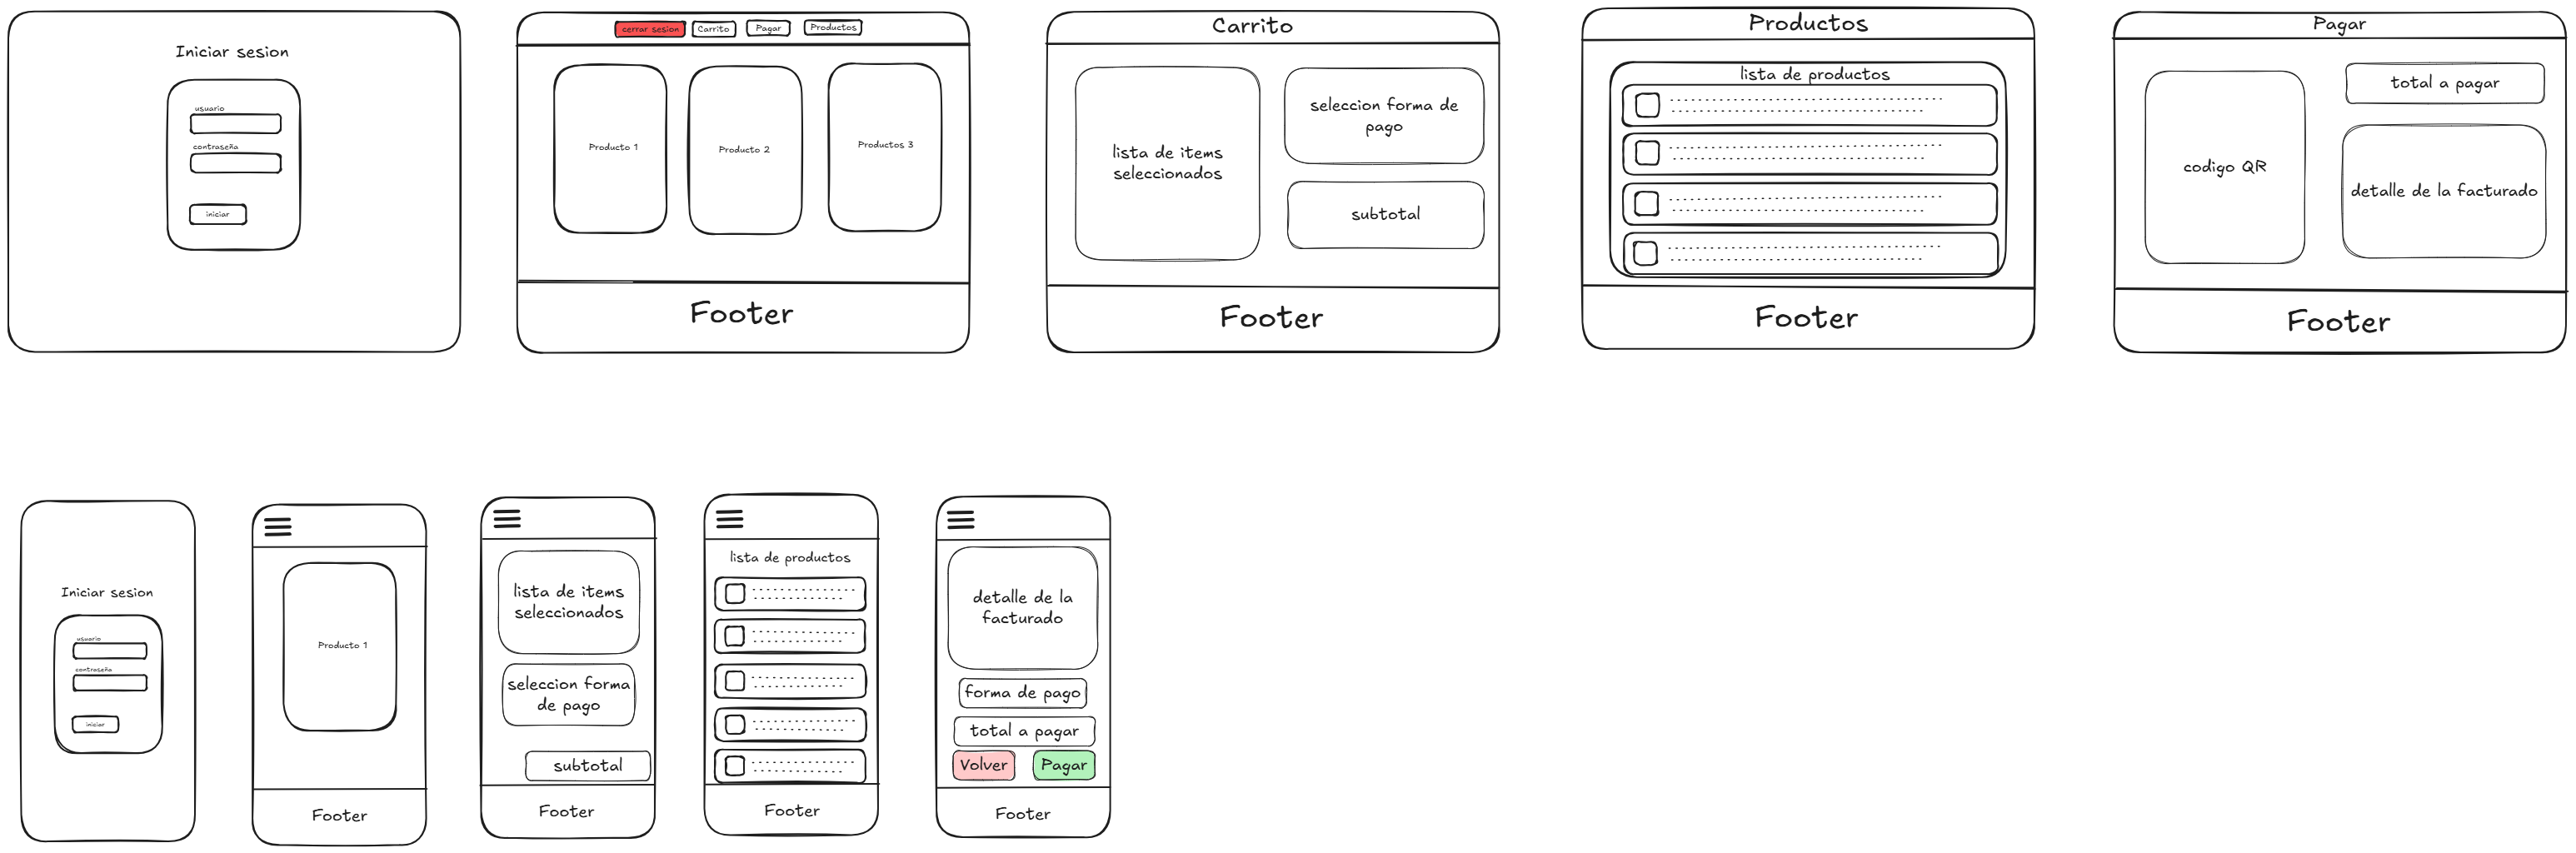 Iniciar sesion
usuario
contraseña
iniciar
cerrar sesion
Carrito
Pagar
Productos
Producto 1
Producto 2
Productos 3
Footer
Carrito
lista de items
seleccionados
seleccion forma de
pago
subtotal
Footer
Productos
lista de productos
Footer
Pagar
codigo QR
total a pagar
detalle de la facturado
Footer
Iniciar sesion
usuario
contraseña
iniciar
Producto 1
Footer
lista de items
seleccionados
seleccion forma
de pago
subtotal
Footer
lista de productos
Footer
detalle de la
facturado
forma de pago
total a pagar
Volver
Pagar
Footer